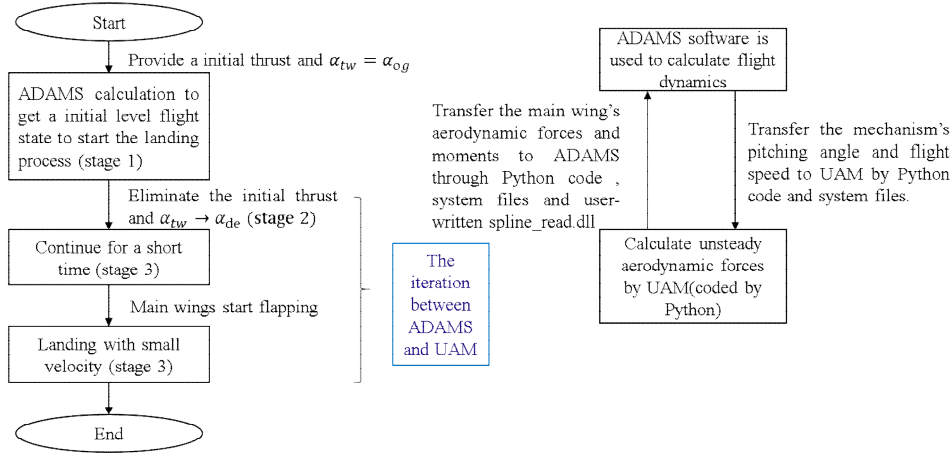 Start
Provide a initial thrust and α_tw = α_og
ADAMS calculation to
get a initial level flight
state to start the landing
process (stage 1)
Eliminate the initial thrust
and α_tw → α_de (stage 2)
Continue for a short
time (stage 3)
Main wings start flapping
Landing with small
velocity (stage 3)
End
The
iteration
between
ADAMS
and UAM
ADAMS software is
used to calculate flight
dynamics
Transfer the main wing's
aerodynamic forces and
moments to ADAMS
through Python code ,
system files and user-
written spline_read.dll
Transfer the mechanism's
pitching angle and flight
speed to UAM by Python
code and system files.
Calculate unsteady
aerodynamic forces
by UAM(coded by
Python)